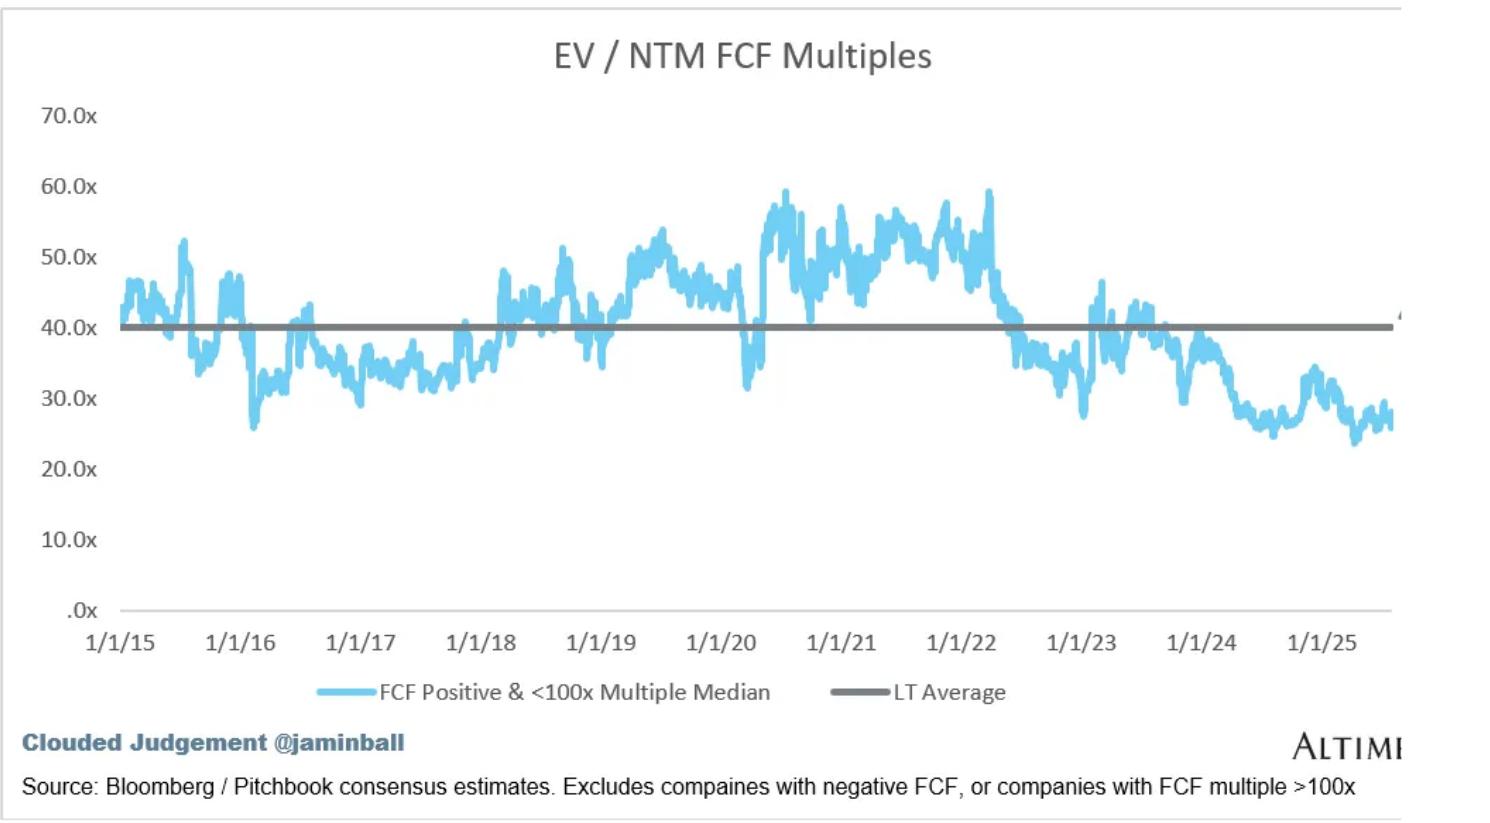 EV / NTM FCF Multiples
70.0x
60.0x
50.0x
40.0x
30.0x
20.0x
10.0x
.0x
1/1/15 1/1/16 1/1/17 1/1/18 1/1/19 1/1/20 1/1/21 1/1/22 1/1/23 1/1/24 1/1/25
FCF Positive & <100x Multiple Median LT Average
Clouded Judgement @jaminball
ALTIM
Source: Bloomberg / Pitchbook consensus estimates. Excludes compaines with negative FCF, or companies with FCF multiple >100x